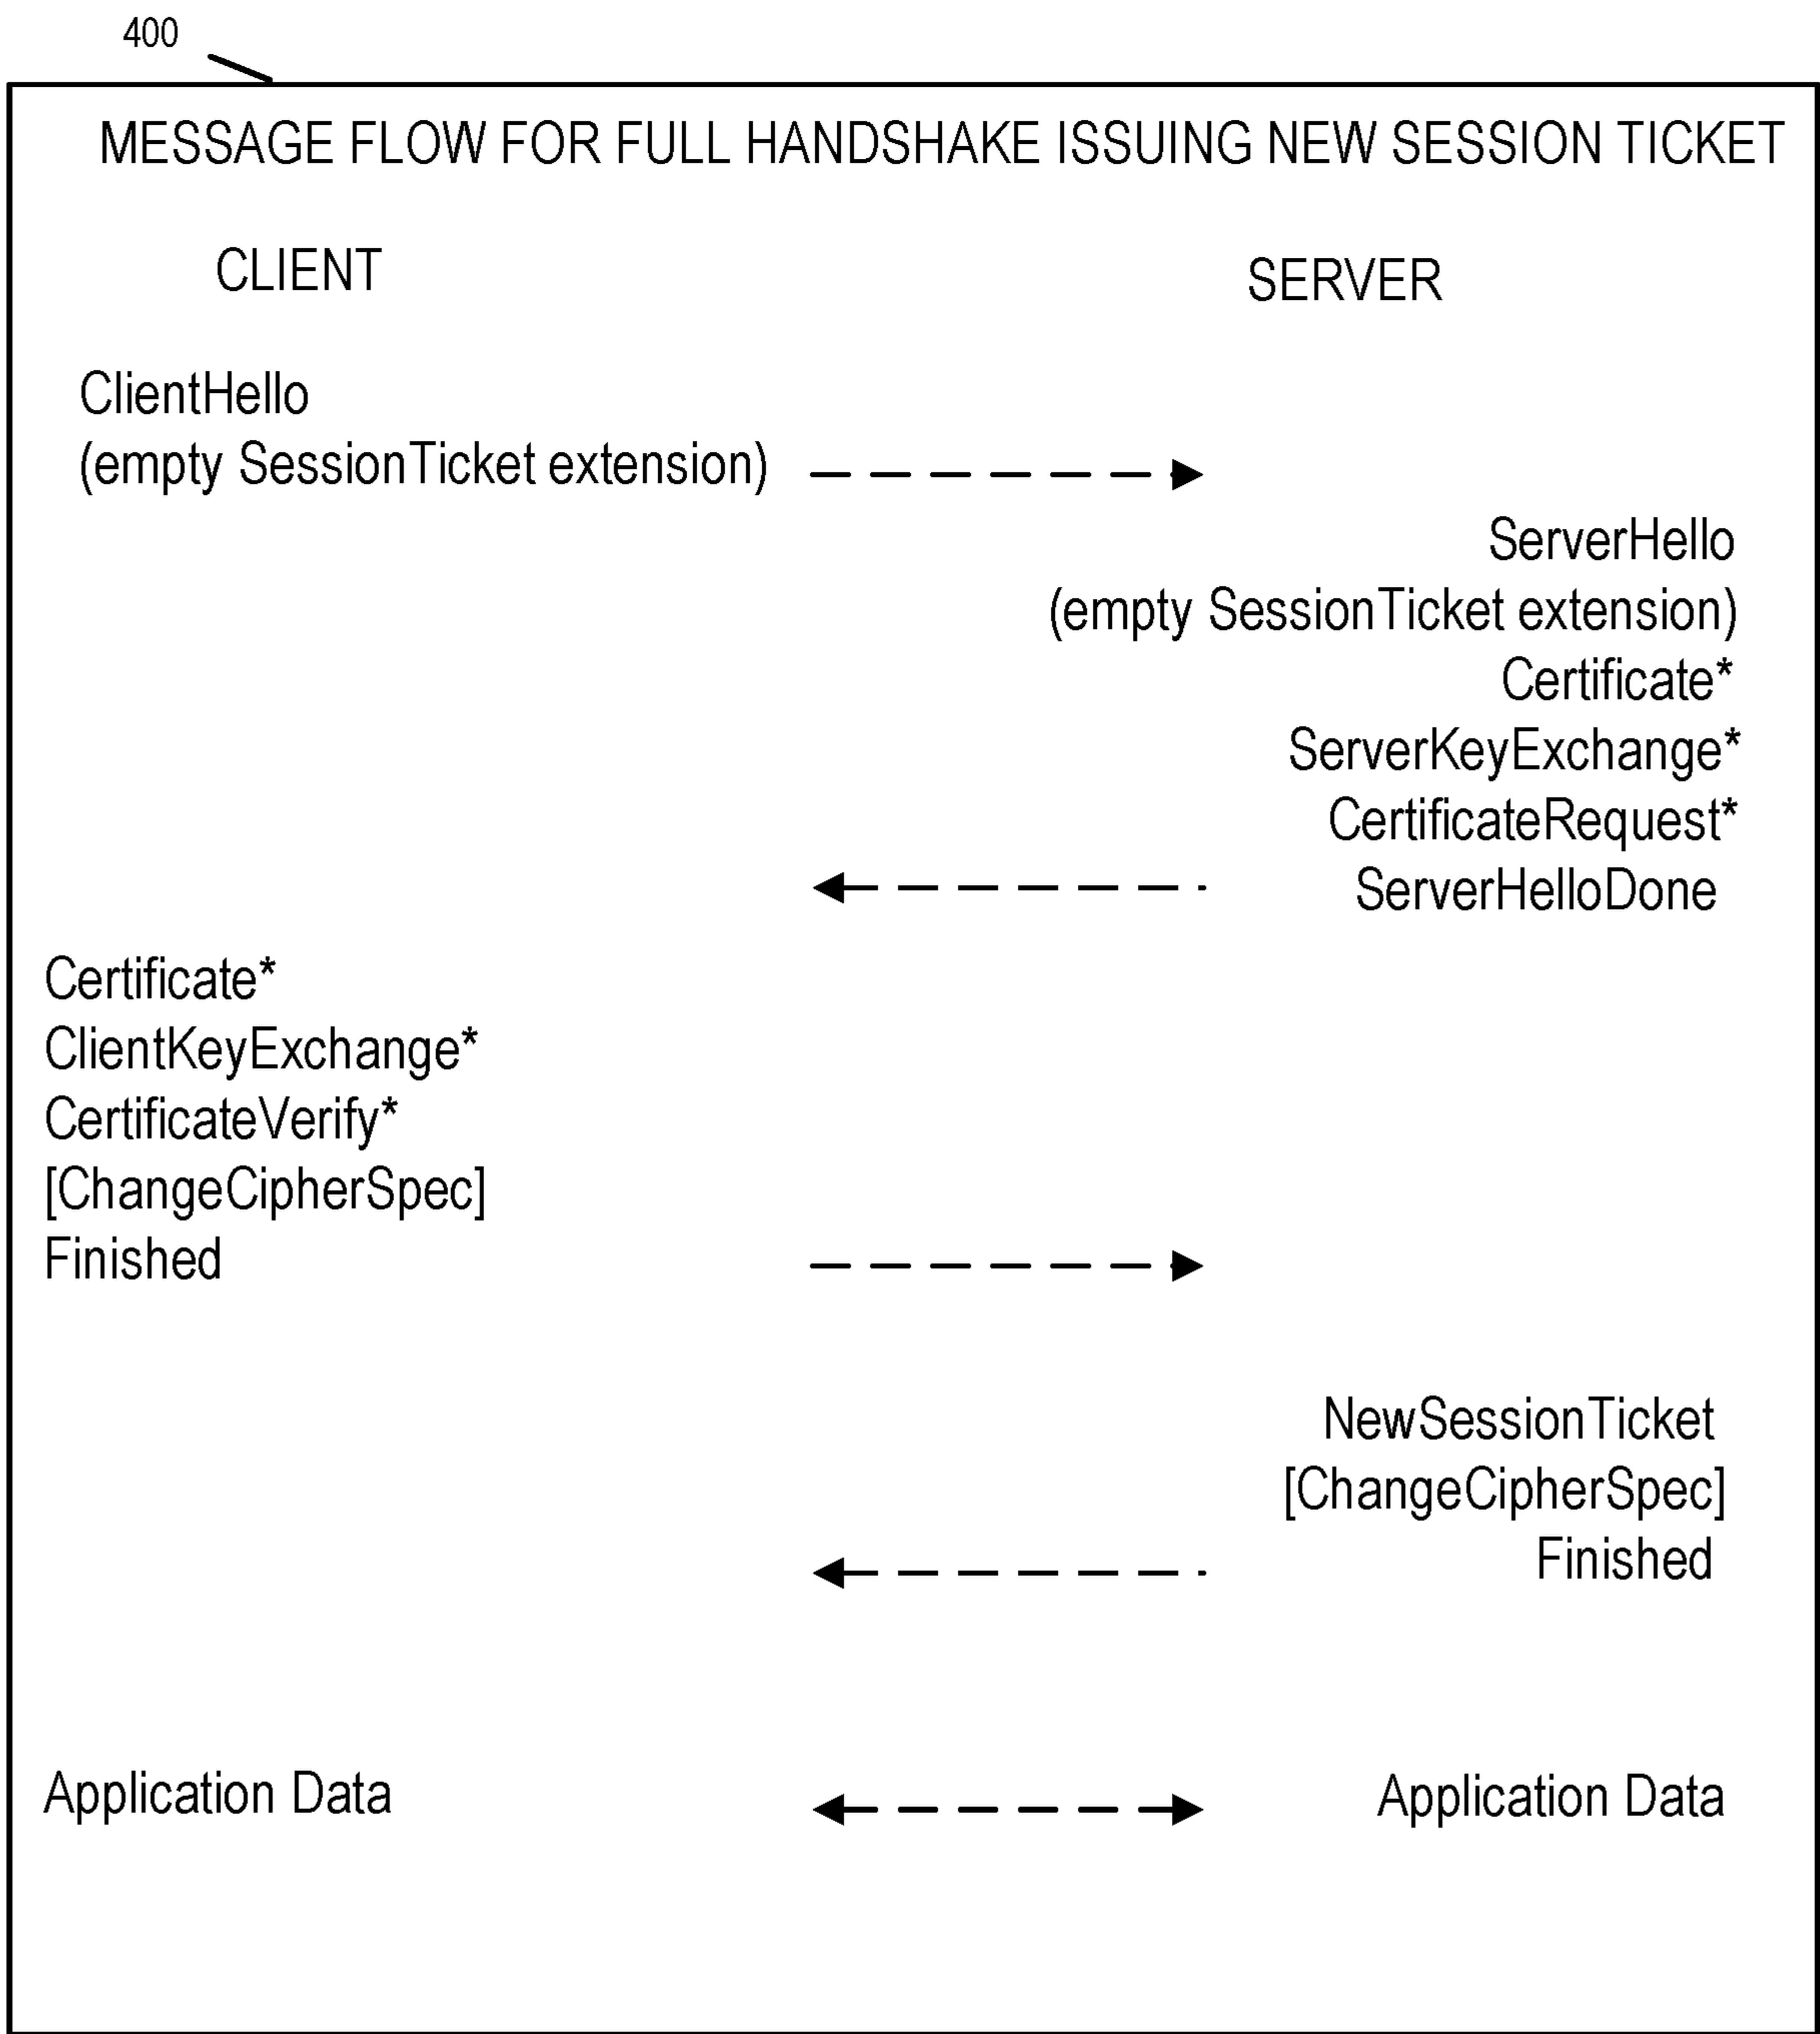 400
MESSAGE FLOW FOR FULL HANDSHAKE ISSUING NEW SESSION TICKET
CLIENT
SERVER
ClientHello
(empty SessionTicket extension)
ServerHello
(empty SessionTicket extension)
Certificate*
ServerKeyExchange*
CertificateRequest*
ServerHelloDone
Certificate*
ClientKeyExchange*
CertificateVerify*
[ChangeCipherSpec]
Finished
NewSessionTicket
[ChangeCipherSpec]
Finished
Application Data
Application Data